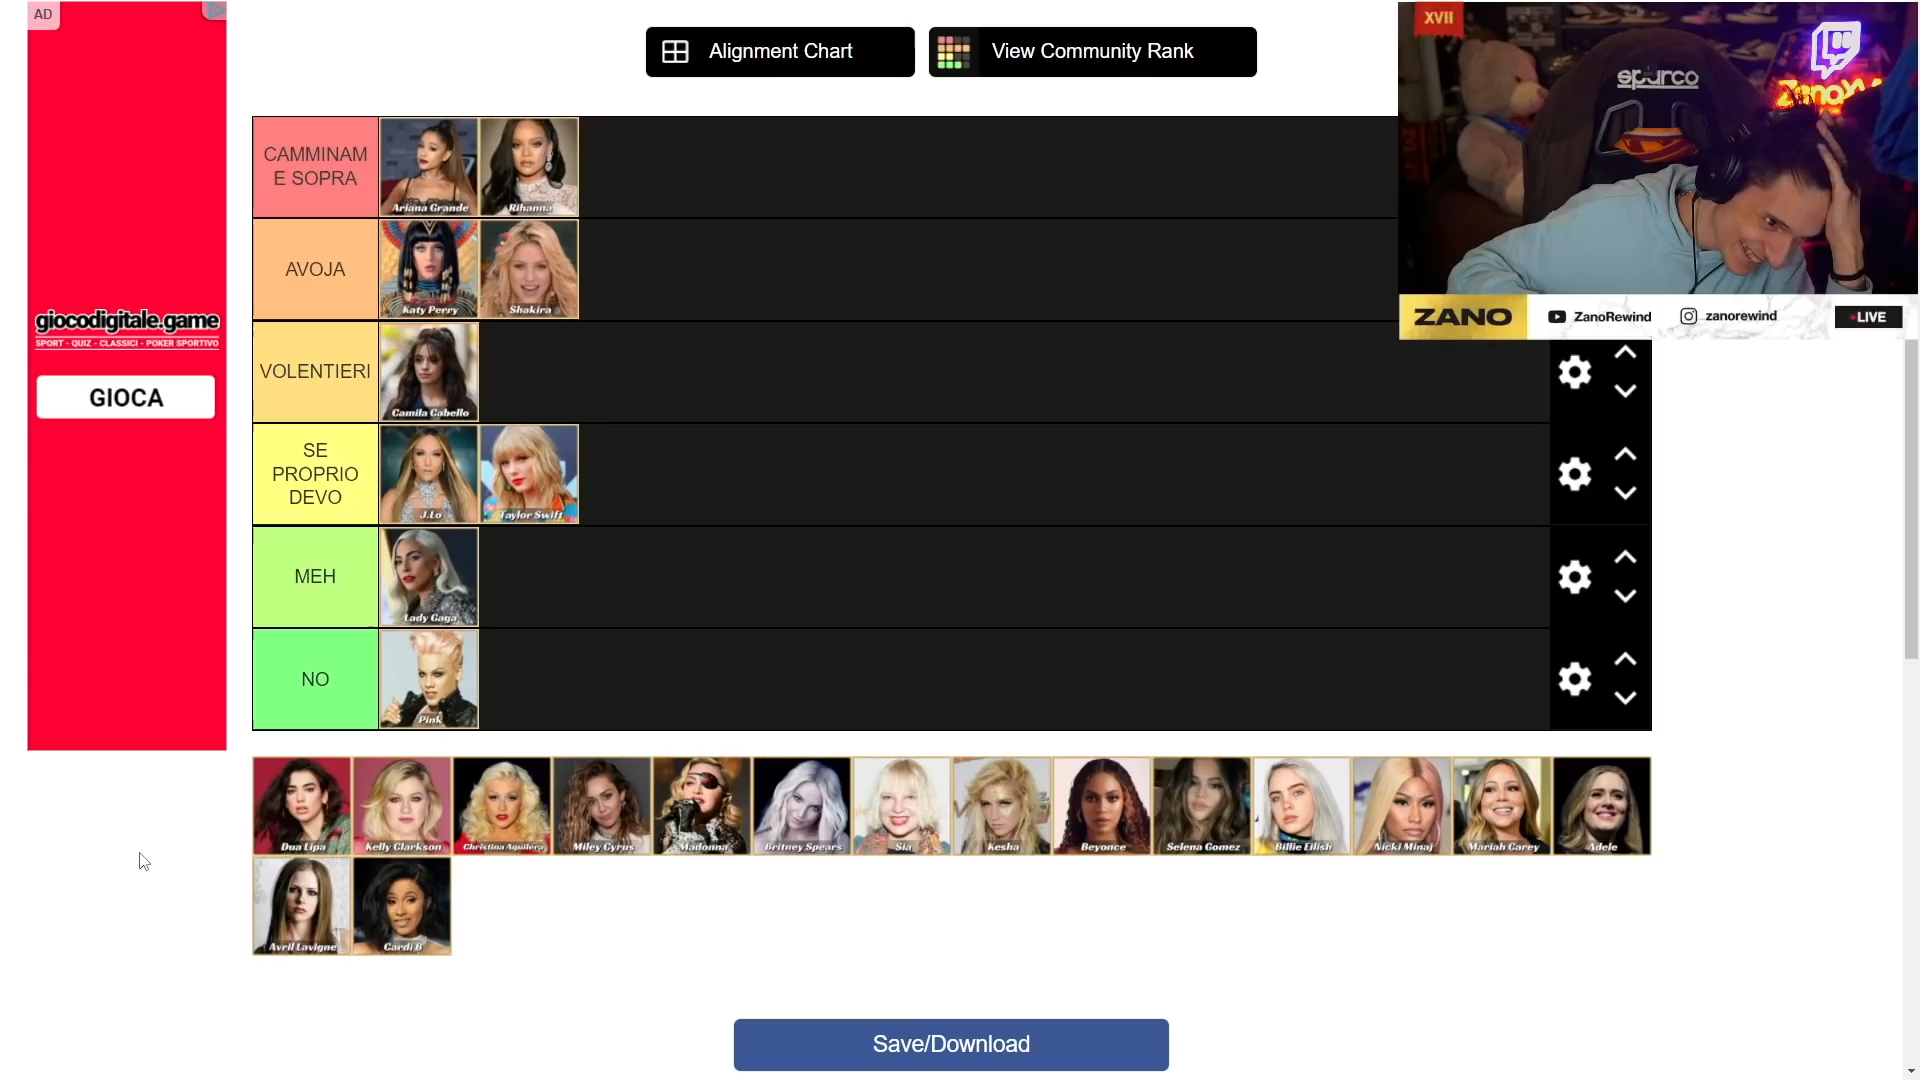 AD
giocodigitale.game
SPORT - QUIZ - CLASSICI - POKER SPORTIVO
GIOCA
Alignment Chart
View Community Rank
XVII
sparco
ZanoXV
ZANO
ZanoRewind
zanorewind
LIVE
CAMMINAM
E SOPRA
Ariana Grande
Rihanna
AVOJA
Katy Perry
Shakira
VOLENTIERI
Camila Cabello
SE
PROPRIO
DEVO
J.Lo
Taylor Swift
MEH
Lady Gaga
NO
Pink
Dua Lipa
Kelly Clarkson
Christina Aguilera
Miley Cyrus
Madonna
Britney Spears
Sia
Kesha
Beyonce
Selena Gomez
Billie Eilish
Nicki Minaj
Mariah Carey
Adele
Avril Lavigne
Cardi B
Save/Download